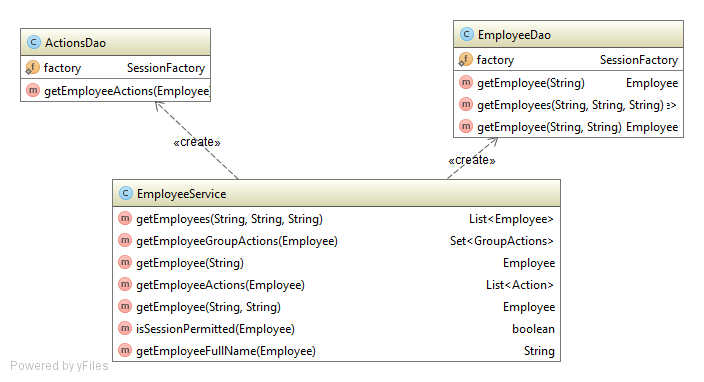 ActionsDao
factory SessionFactory
getEmployeeActions(Employee
EmployeeDao
factory SessionFactory
getEmployee(String) Employee
getEmployees(String, String, String) :>
getEmployee(String, String) Employee
«create»
«create»
EmployeeService
getEmployees(String, String, String) List<Employee>
getEmployeeGroupActions(Employee) Set<GroupActions>
getEmployee(String) Employee
getEmployeeActions(Employee) List<Action>
getEmployee(String, String) Employee
isSessionPermitted(Employee) boolean
getEmployeeFullName(Employee) String
Powered by yFiles